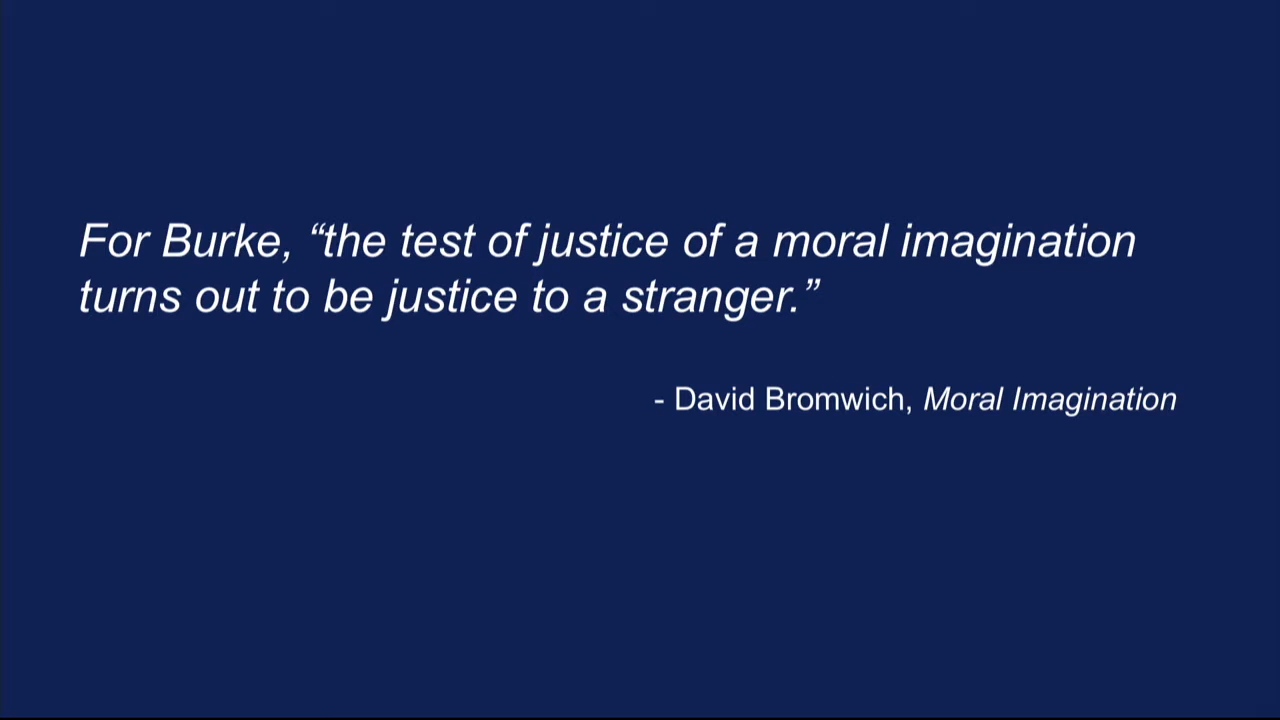 For Burke, “the test of justice of a moral imagination
turns out to be justice to a stranger.”
- David Bromwich, Moral Imagination